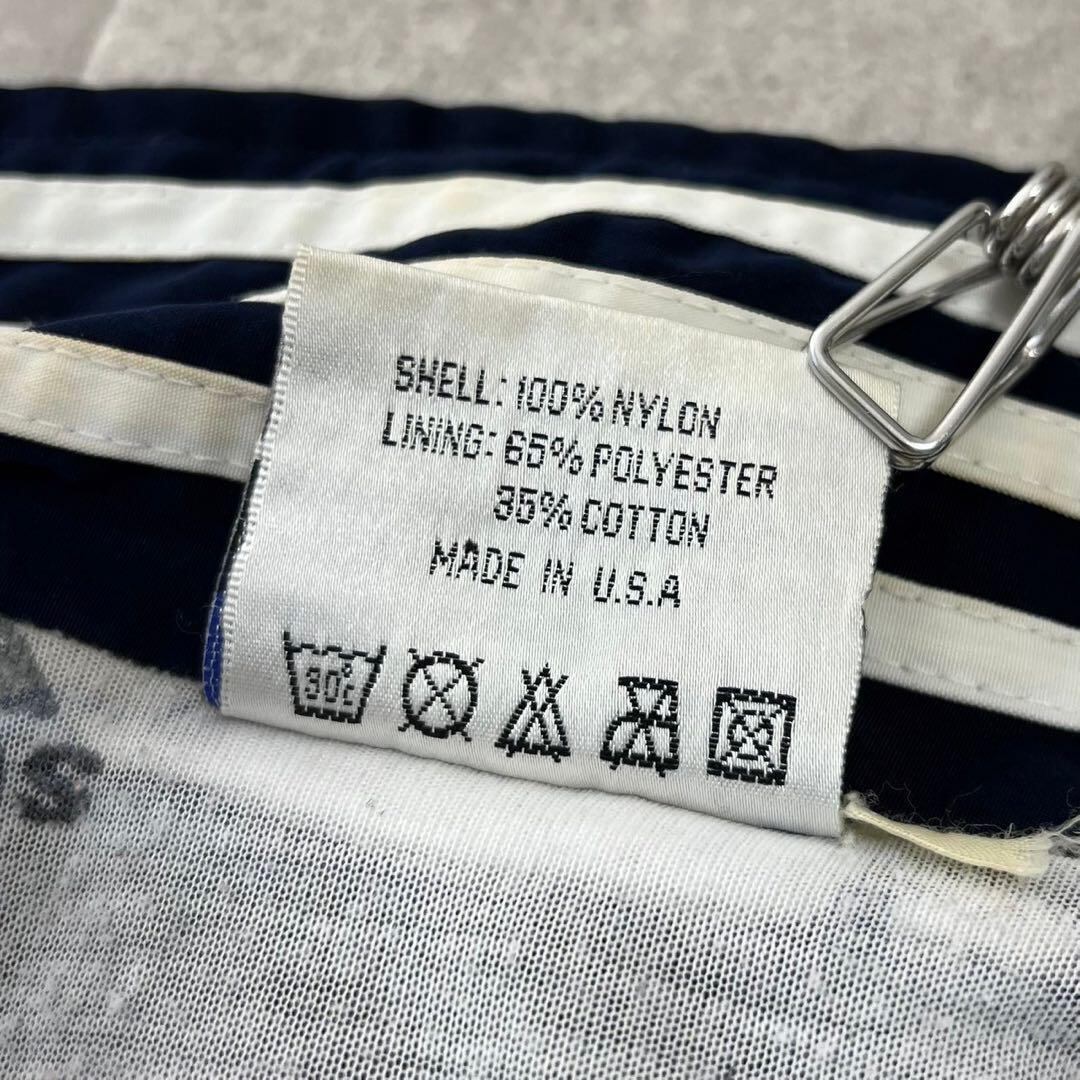 SHELL: 100% NYLON
LINING: 65% POLYESTER
35% COTTON
MADE IN U.S.A
30°c
S